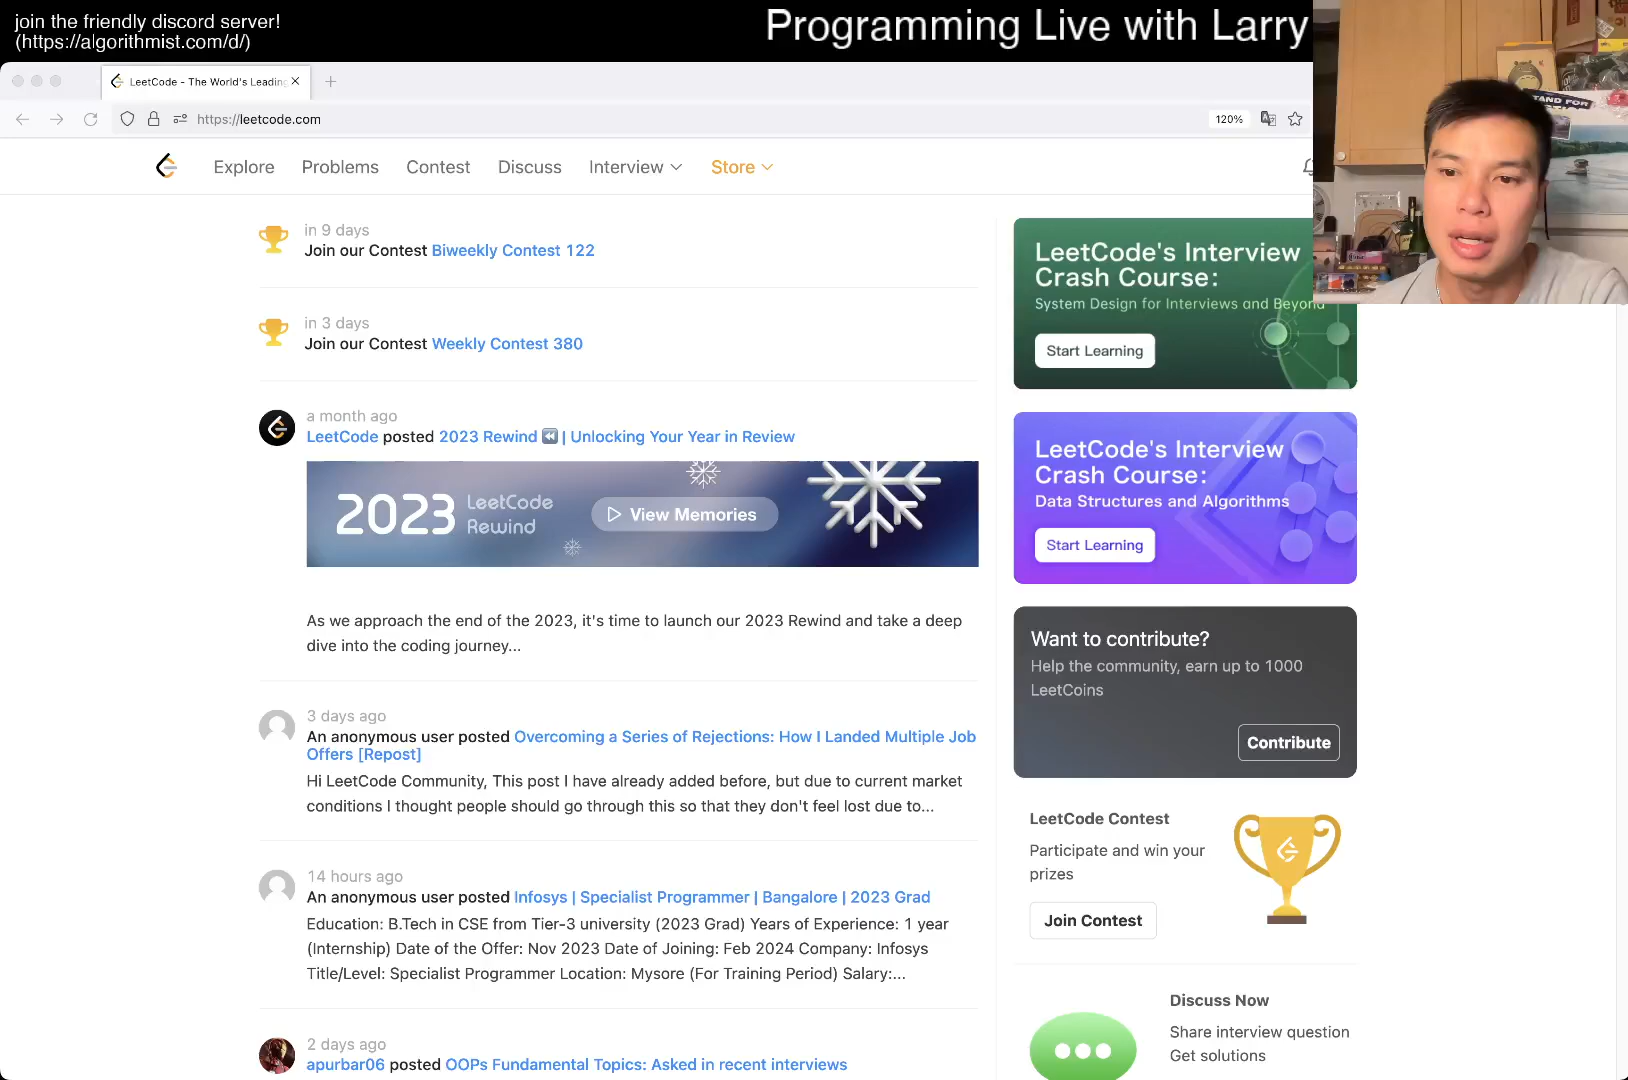 join the friendly discord server!
(https://algorithmist.com/d/)
Programming Live with Larry
LeetCode - The World's Leading
https://leetcode.com
120%
Explore
Problems
Contest
Discuss
Interview
Store
in 9 days
Join our Contest Biweekly Contest 122
in 3 days
Join our Contest Weekly Contest 380
a month ago
LeetCode posted 2023 Rewind ⏪ | Unlocking Your Year in Review
2023 LeetCode
Rewind
View Memories
As we approach the end of the 2023, it's time to launch our 2023 Rewind and take a deep
dive into the coding journey...
3 days ago
An anonymous user posted Overcoming a Series of Rejections: How I Landed Multiple Job
Offers [Repost]
Hi LeetCode Community, This post I have already added before, but due to current market
conditions I thought people should go through this so that they don't feel lost due to...
14 hours ago
An anonymous user posted Infosys | Specialist Programmer | Bangalore | 2023 Grad
Education: B.Tech in CSE from Tier-3 university (2023 Grad) Years of Experience: 1 year
(Internship) Date of the Offer: Nov 2023 Date of Joining: Feb 2024 Company: Infosys
Title/Level: Specialist Programmer Location: Mysore (For Training Period) Salary:...
2 days ago
apurbar06 posted OOPs Fundamental Topics: Asked in recent interviews
LeetCode's Interview
Crash Course:
System Design for Interviews and Beyond
Start Learning
LeetCode's Interview
Crash Course:
Data Structures and Algorithms
Start Learning
Want to contribute?
Help the community, earn up to 1000
LeetCoins
Contribute
LeetCode Contest
Participate and win your
prizes
Join Contest
Discuss Now
Share interview question
Get solutions